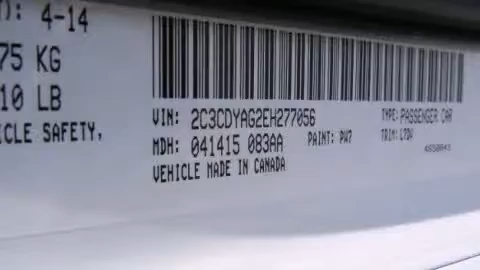 ): 4-14
75 KG
10 LB
ICLE SAFETY,
VIN: 2C3CDYAG2EH277056
TYPE: PASSENGER CAR
MDH: 041415 083AA
PAINT: PW7
TRIM:
VEHICLE MADE IN CANADA